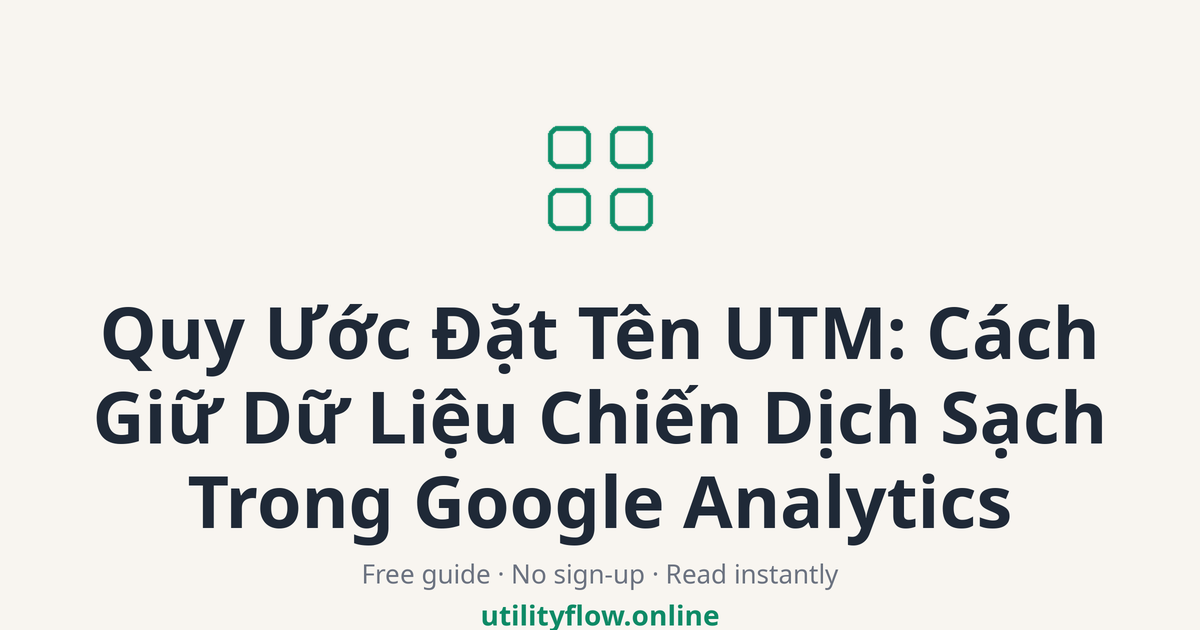 Quy Ước Đặt Tên UTM: Cách
Giữ Dữ Liệu Chiến Dịch Sạch
Trong Google Analytics
Free guide · No sign-up · Read instantly
utilityflow.online